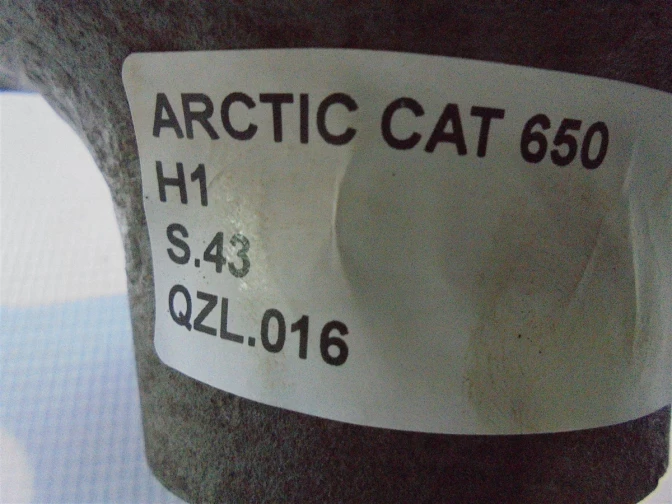 ARCTIC CAT 650
H1
S.43
QZL.016